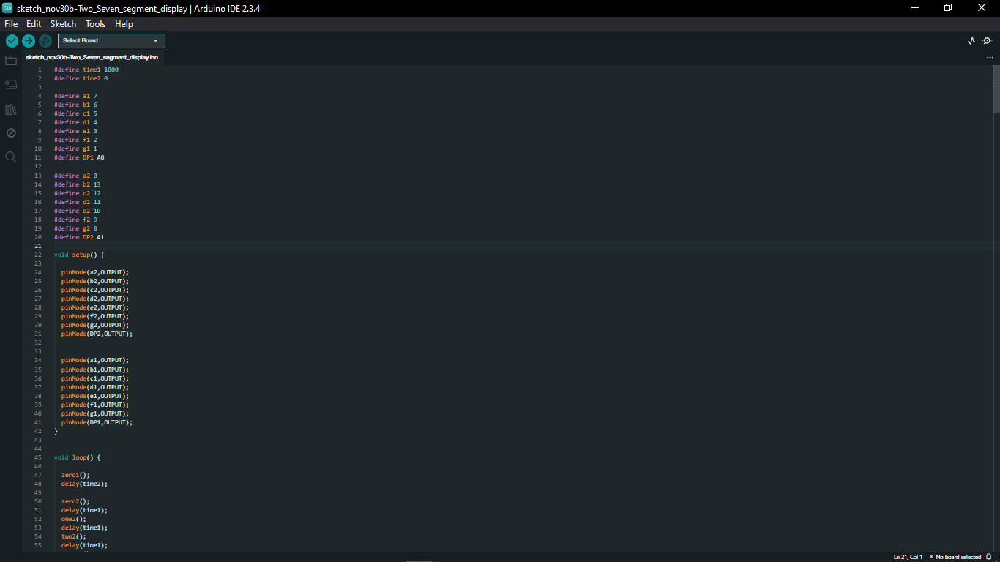 sketch_nov30b-Two_Seven_segment_display | Arduino IDE 2.3.4
File Edit Sketch Tools Help
Select Board
sketch_nov30b-Two_Seven_segment_display.ino
1 #define time1 1000
2 #define time2 0
3
4 #define a1 7
5 #define b1 6
6 #define c1 5
7 #define d1 4
8 #define e1 3
9 #define f1 2
10 #define g1 1
11 #define DP1 A0
12
13 #define a2 0
14 #define b2 13
15 #define c2 12
16 #define d2 11
17 #define e2 10
18 #define f2 9
19 #define g2 8
20 #define DP2 A1
21
22 void setup() {
23
24 pinMode(a2,OUTPUT);
25 pinMode(b2,OUTPUT);
26 pinMode(c2,OUTPUT);
27 pinMode(d2,OUTPUT);
28 pinMode(e2,OUTPUT);
29 pinMode(f2,OUTPUT);
30 pinMode(g2,OUTPUT);
31 pinMode(DP2,OUTPUT);
32
33
34 pinMode(a1,OUTPUT);
35 pinMode(b1,OUTPUT);
36 pinMode(c1,OUTPUT);
37 pinMode(d1,OUTPUT);
38 pinMode(e1,OUTPUT);
39 pinMode(f1,OUTPUT);
40 pinMode(g1,OUTPUT);
41 pinMode(DP1,OUTPUT);
42 }
43
44
45 void loop() {
46
47 zero1();
48 delay(time2);
49
50 zero2();
51 delay(time1);
52 one2();
53 delay(time1);
54 two2();
55 delay(time1);
Ln 21, Col 1 × No board selected